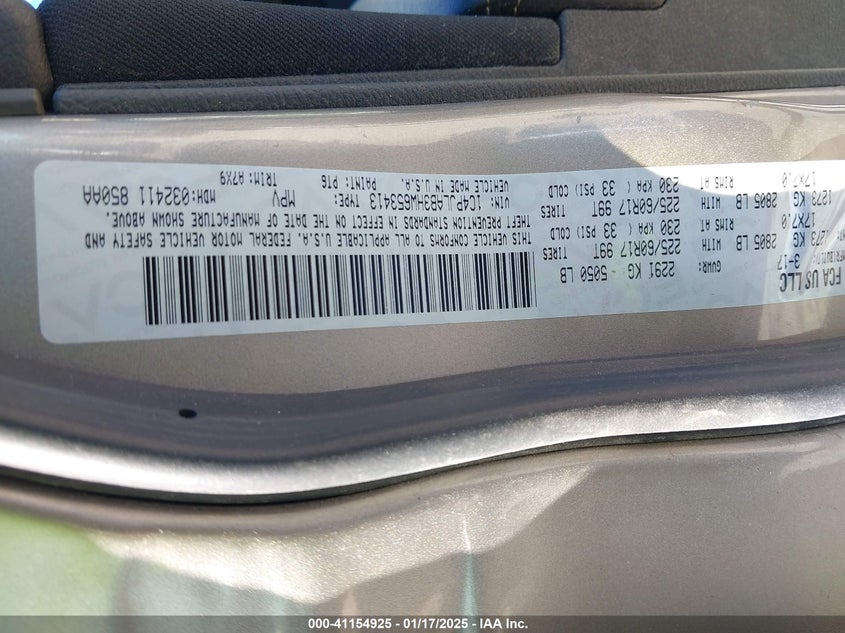 FCA US LLC
3-17 GVWR: 2291 KG 5050 LB
1273 KG 2805 LB WITH 225/60R17 99T TIRES
17x7.0 RIMS AT 230 KPA ( 33 PSI) COLD
1273 KG 2805 LB WITH 225/60R17 99T TIRES
17x7.0 RIMS AT 230 KPA ( 33 PSI) COLD
THIS VEHICLE CONFORMS TO ALL APPLICABLE U.S.A. FEDERAL MOTOR VEHICLE SAFETY AND
THEFT PREVENTION STANDARDS IN EFFECT ON THE DATE OF MANUFACTURE SHOWN ABOVE.
VIN: 1C4PJLAB3HW653413 TYPE: MPV MDH:032411 850AA
VEHICLE MADE IN U.S.A. PAINT: PTG TRIM:A7X9
000-41154925 - 01/17/2025 - IAA Inc.